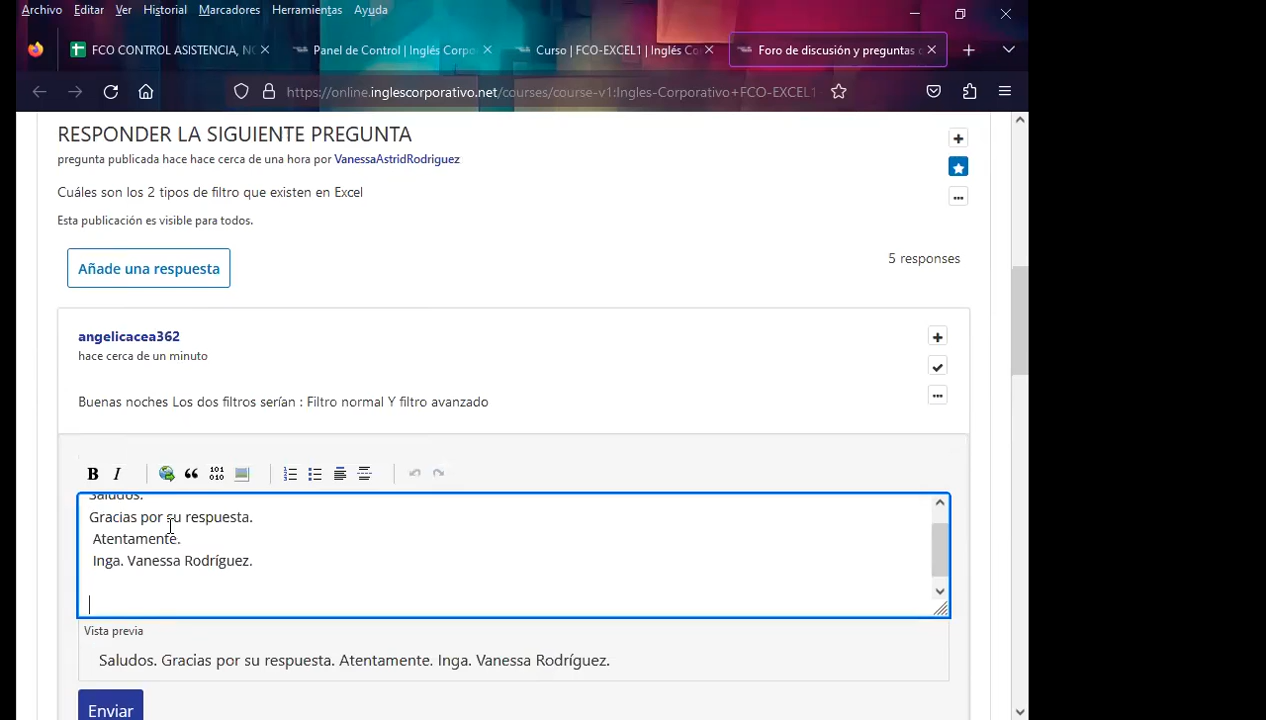 Archivo Editar Ver Historial Marcadores Herramientas Ayuda
FCO CONTROL ASISTENCIA, NO
Panel de Control | Inglés Corpo
Curso | FCO-EXCEL1 | Inglés Co
Foro de discusión y preguntas
https://online.inglescorporativo.net/courses/course-v1:Ingles-Corporativo+FCO-EXCEL1
RESPONDER LA SIGUIENTE PREGUNTA
pregunta publicada hace hace cerca de una hora por VanessaAstridRodriguez
Cuáles son los 2 tipos de filtro que existen en Excel
Esta publicación es visible para todos.
Añade una respuesta
5 responses
angelicacea362
hace cerca de un minuto
Buenas noches Los dos filtros serían : Filtro normal Y filtro avanzado
B I 101 010
Saludos.
Gracias por su respuesta.
Atentamente.
Inga. Vanessa Rodríguez.
Vista previa
Saludos. Gracias por su respuesta. Atentamente. Inga. Vanessa Rodríguez.
Enviar